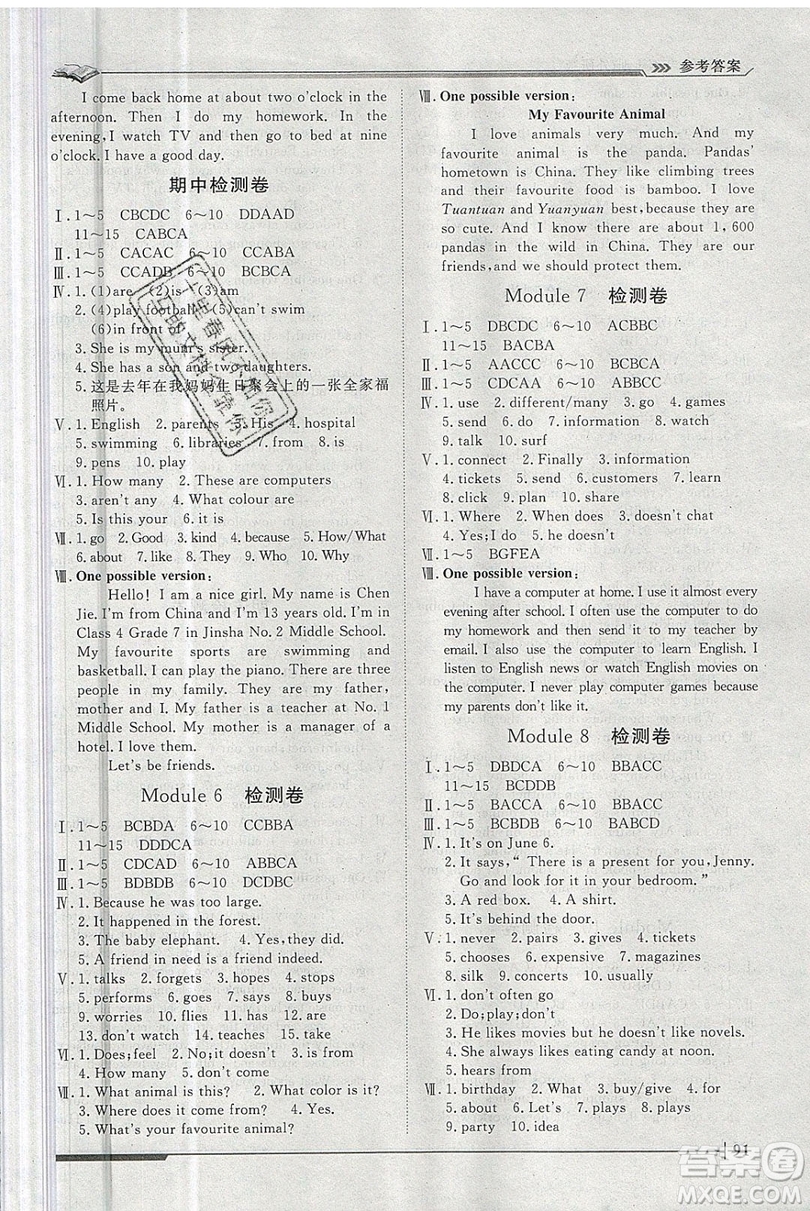 >>> 参考答案
I come back home at about two o'clock in the
afternoon. Then I do my homework. In the
evening, I watch TV and then go to bed at nine
o'clock. I have a good day.
期中检测卷
Ⅰ. 1～5 CBCDC 6～10 DDAAD
11～15 CABCA
Ⅱ. 1～5 CACAC 6～10 CCABA
Ⅲ. 1～5 CCADB 6～10 BCBCA
Ⅳ. 1. (1)are (2)is (3)am
2. (4)play football (5)can't swim
(6)in front of
3. She is my mum's sister.
4. She has a son and two daughters.
5. 这是去年在我妈妈生日聚会上的一张全家福
照片。
Ⅴ. 1. English 2. parents 3. His 4. hospital
5. swimming 6. libraries 7. from 8. is
9. pens 10. play
Ⅵ. 1. How many 2. These are computers
3. aren't any 4. What colour are
5. Is this your 6. it is
Ⅶ. 1. go 2. Good 3. kind 4. because 5. How/What
6. about 7. like 8. By 9. Who 10. Why
Ⅷ. One possible version:
Hello! I am a nice girl. My name is Chen
Jie. I'm from China and I'm 13 years old. I'm in
Class 4 Grade 7 in Jinsha No. 2 Middle School.
My favourite sports are swimming and
basketball. I can play the piano. There are three
people in my family. They are my father, my
mother and I. My father is a teacher at No. 1
Middle School. My mother is a manager of a
hotel. I love them.
Let's be friends.
Module 6 检测卷
Ⅰ. 1～5 BCBDA 6～10 CCBBA
11～15 DDDCA
Ⅱ. 1～5 CDCAD 6～10 ABBCA
Ⅲ. 1～5 BDBDB 6～10 DCDBC
Ⅳ. 1. Because he was too large.
2. It happened in the forest.
3. The baby elephant. 4. Yes, they did.
5. A friend in need is a friend indeed.
Ⅴ. 1. talks 2. forgets 3. hopes 4. stops
5. performs 6. goes 7. says 8. buys
9. worries 10. flies 11. has 12. are
13. don't watch 14. teaches 15. take
Ⅵ. 1. Does; feel 2. No; it doesn't 3. is from
4. How many 5. don't come
Ⅶ. 1. What animal is this? 2. What color is it?
3. Where does it come from? 4. Yes.
5. What's your favourite animal?
Ⅷ. One possible version:
My Favourite Animal
I love animals very much. And my
favourite animal is the panda. Pandas'
hometown is China. They like climbing trees
and their favourite food is bamboo. I love
Tuantuan and Yuanyuan best, because they are
so cute. And I know there are about 1,600
pandas in the wild in China. They are our
friends, and we should protect them.
Module 7 检测卷
Ⅰ. 1～5 DBCDC 6～10 ACBBC
11～15 BACBA
Ⅱ. 1～5 AACCC 6～10 ABBCC
Ⅲ. 1～5 CDCAA 6～10 DBBAC
Ⅳ. 1. use 2. different/many 3. go 4. games
5. send 6. do 7. information 8. watch
9. talk 10. surf
Ⅴ. 1. connect 2. Finally 3. information
4. tickets 5. send 6. customers 7. learn
8. click 9. plan 10. share
Ⅵ. 1. Where 2. When does 3. doesn't chat
4. Yes; I do 5. How does
Ⅶ. 1～5 BGFEA
Ⅷ. One possible version:
I have a computer at home. I use it almost every
evening after school. I often use the computer to do
my homework and then send it to my teacher by
email. I also use the computer to learn English. I
listen to English news or watch English movies on
the computer. I never play computer games because
my parents don't like it.
Module 8 检测卷
Ⅰ. 1～5 DBDCA 6～10 BBACC
11～15 BCDDB
Ⅱ. 1～5 BACCA 6～10 BBACC
Ⅲ. 1～5 BCBDB 6～10 BABCD
Ⅳ. 1. It's on June 6.
2. It says, "There is a present for you, Jenny.
Go and look for it in your bedroom."
3. A red box. 4. A shirt.
5. It's behind the door.
Ⅴ. 1. never 2. pairs 3. gives 4. tickets
5. chooses 6. expensive 7. magazines
8. silk 9. concerts 10. useful
Ⅵ. 1. don't often go
2. Do; play; don't
3. He likes movies but he doesn't like novels.
4. She always likes eating candy at noon.
5. hears from
Ⅶ. 1. birthday 2. What 3. buy/give 4. for
5. about 6. Let's 7. plays 8. plays
9. party 10. idea
91
答案圈
MXQE.COM